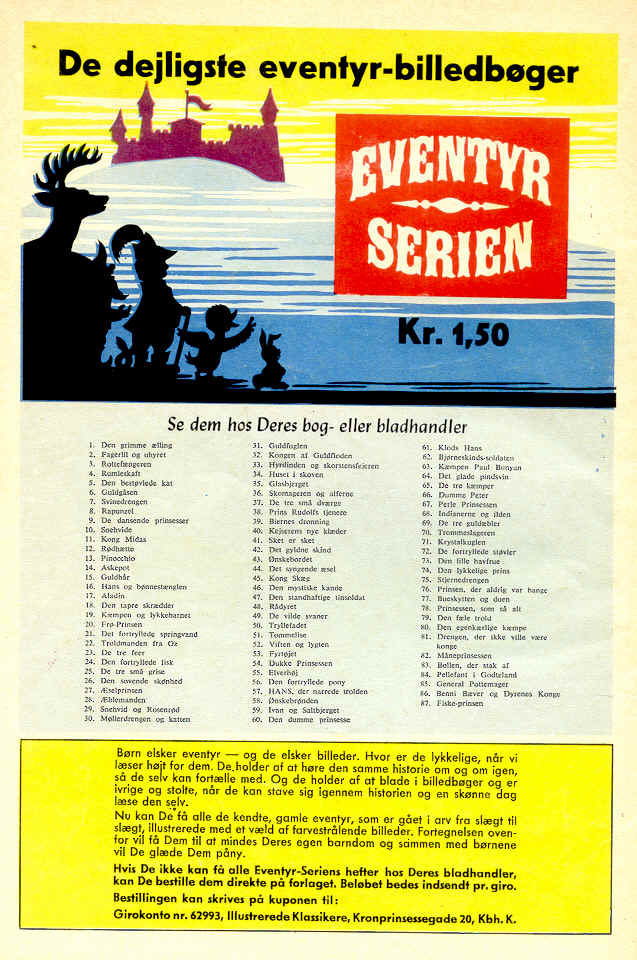 De dejligste eventyr-billedbøger
EVENTYR
SERIEN
Kr. 1,50
Se dem hos Deres bog- eller bladhandler
1. Den grimme ælling
2. Fagerlil og uhyret
3. Rottefængeren
4. Rumleskaft
5. Den bestøvlede kat
6. Guldgåsen
7. Svinedrengen
8. Rapunzel
9. De dansende prinsesser
10. Snehvide
11. Kong Midas
12. Rødhætte
13. Pinocchio
14. Askepot
15. Guldhår
16. Hans og bønnestænglen
17. Aladin
18. Den tapre skrædder
19. Kæmpen og lykkebarnet
20. Frø-Prinsen
21. Det fortryllede springvand
22. Troldmanden fra Oz
23. De tre feer
24. Den fortryllede fisk
25. De tre små grise
26. Den sovende skønhed
27. Æselprinsen
28. Æblemanden
29. Snehvid og Rosenrød
30. Møllerdrengen og katten
31. Guldfuglen
32. Kongen af Guldfloden
33. Hyrdinden og skorstensfejeren
34. Huset i skoven
35. Glasbjerget
36. Skomageren og alferne
37. De tre små dværge
38. Prins Rudolfs tjenere
39. Biernes dronning
40. Kejserens nye klæder
41. Sket er sket
42. Det gyldne skind
43. Ønskebordet
44. Det syngende æsel
45. Kong Skæg
46. Den mystiske kande
47. Den standhaftige tinsoldat
48. Rådyret
49. De vilde svaner
50. Tryllefadet
51. Tommelise
52. Viften og lygten
53. Fyrtøjet
54. Dukke Prinsessen
55. Elverhøj
56. Den fortryllede pony
57. HANS, der narrede trolden
58. Ønskebrønden
59. Ivan og Saltbjerget
60. Den dumme prinsesse
61. Klods Hans
62. Bjørneskinds-soldaten
63. Kæmpen Paul Bunyan
64. Det glade pindsvin
65. De tre kæmper
66. Dumme Peter
67. Perle Prinsessen
68. Indianerne og ilden
69. De tre guldæbler
70. Trommeslageren
71. Krystalkuglen
72. De fortryllede støvler
73. Den lille havfrue
74. Den lykkelige prins
75. Stjernedrengen
76. Prinsen, der aldrig var bange
77. Bueskytten og duen
78. Prinsessen, som så alt
79. Den fæle trold
80. Den egenkærlige kæmpe
81. Drengen, der ikke ville være
konge
82. Måneprinsessen
83. Bollen, der stak af
84. Pellefant i Godteland
85. General Pottemager
86. Benni Bæver og Dyrenes Konge
87. Fiske-prinsen
Børn elsker eventyr — og de elsker billeder. Hvor er de lykkelige, når vi
læser højt for dem. De holder af at høre den samme historie om og om igen,
så de selv kan fortælle med. Og de holder af at blade i billedbøger og er
ivrige og stolte, når de kan stave sig igennem historien og en skønne dag
læse den selv.
Nu kan De få alle de kendte, gamle eventyr, som er gået i arv fra slægt til
slægt, illustrerede med et væld af farvestrålende billeder. Fortegnelsen oven-
for vil få Dem til at mindes Deres egen barndom og sammen med børnene
vil De glæde Dem påny.
Hvis De ikke kan få alle Eventyr-Seriens hefter hos Deres bladhandler,
kan De bestille dem direkte på forlaget. Beløbet bedes indsendt pr. giro.
Bestillingen kan skrives på kuponen til:
Girokonto nr. 62993, Illustrerede Klassikere, Kronprinsessegade 20, Kbh. K.